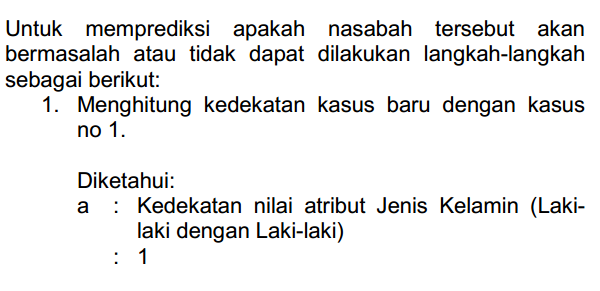 Untuk memprediksi apakah nasabah tersebut akan
bermasalah atau tidak dapat dilakukan langkah-langkah
sebagai berikut:
1. Menghitung kedekatan kasus baru dengan kasus
no 1.
Diketahui:
a : Kedekatan nilai atribut Jenis Kelamin (Laki-
laki dengan Laki-laki)
: 1